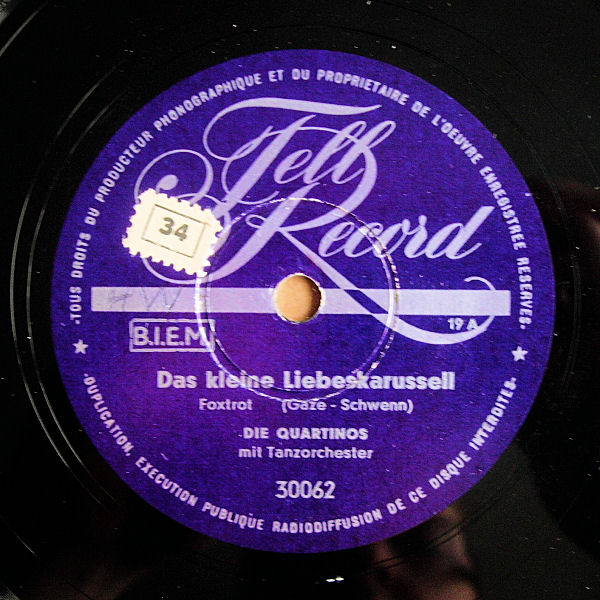 ·TOUS DROITS DU PRODUCTEUR PHONOGRAPHIQUE ET DU PROPRIETAIRE DE L'OEUVRE ENREGISTREE RESERVES·
Tell
Record
34
19 A
B.I.E.M.
Das kleine Liebeskarussell
Foxtrot (Gaze - Schwenn)
DIE QUARTINOS
mit Tanzorchester
30062
·DUPLICATION, EXECUTION PUBLIQUE RADIODIFFUSION DE CE DISQUE INTERDITES·